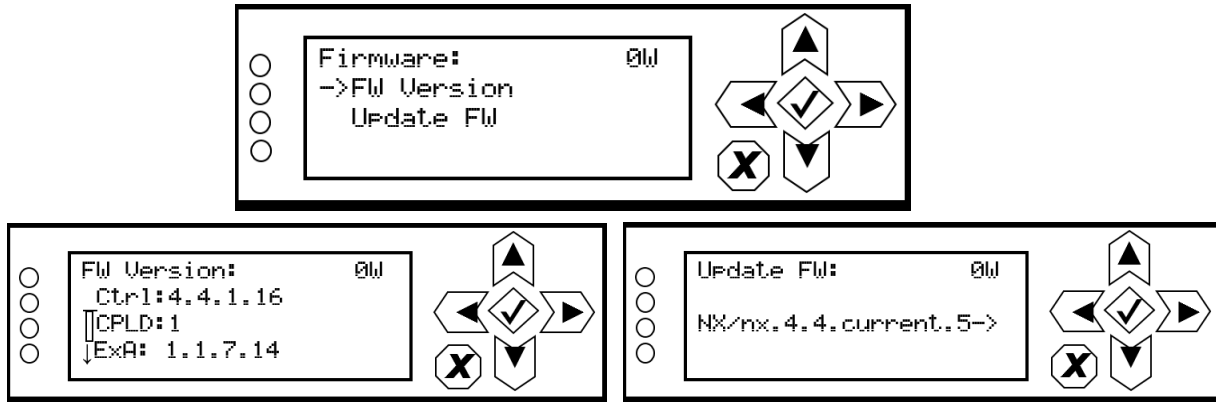 Firmware: 0W
->FW Version
Update FW
FW Version: 0W
Ctrl:4.4.1.16
CPLD:1
↓ExA: 1.1.7.14
Update FW: 0W
NX/nx.4.4.current.5->